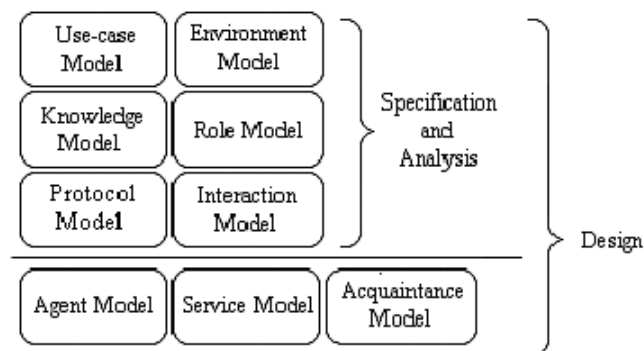 Use-case
Model
Environment
Model
Knowledge
Model
Role Model
Protocol
Model
Interaction
Model
Specification
and
Analysis
Design
Agent Model
Service Model
Acquaintance
Model